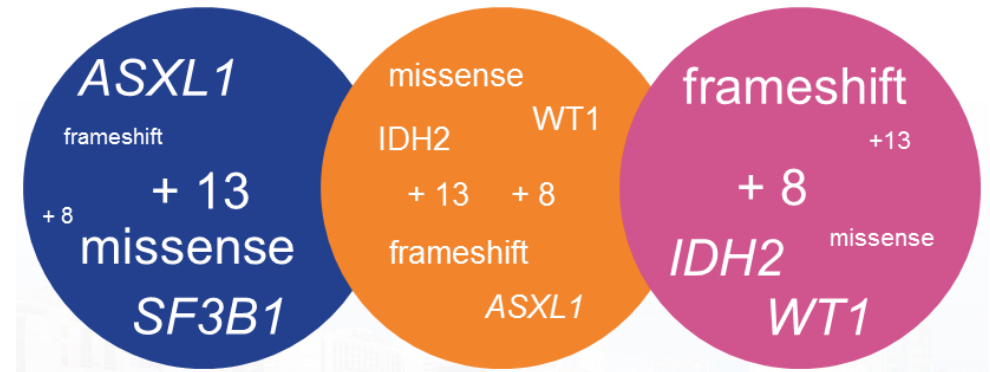 ASXL1
frameshift
+ 13
+ 8
missense
SF3B1
missense
WT1
IDH2
+ 13 + 8
frameshift
ASXL1
frameshift
+13
+ 8
missense
IDH2
WT1